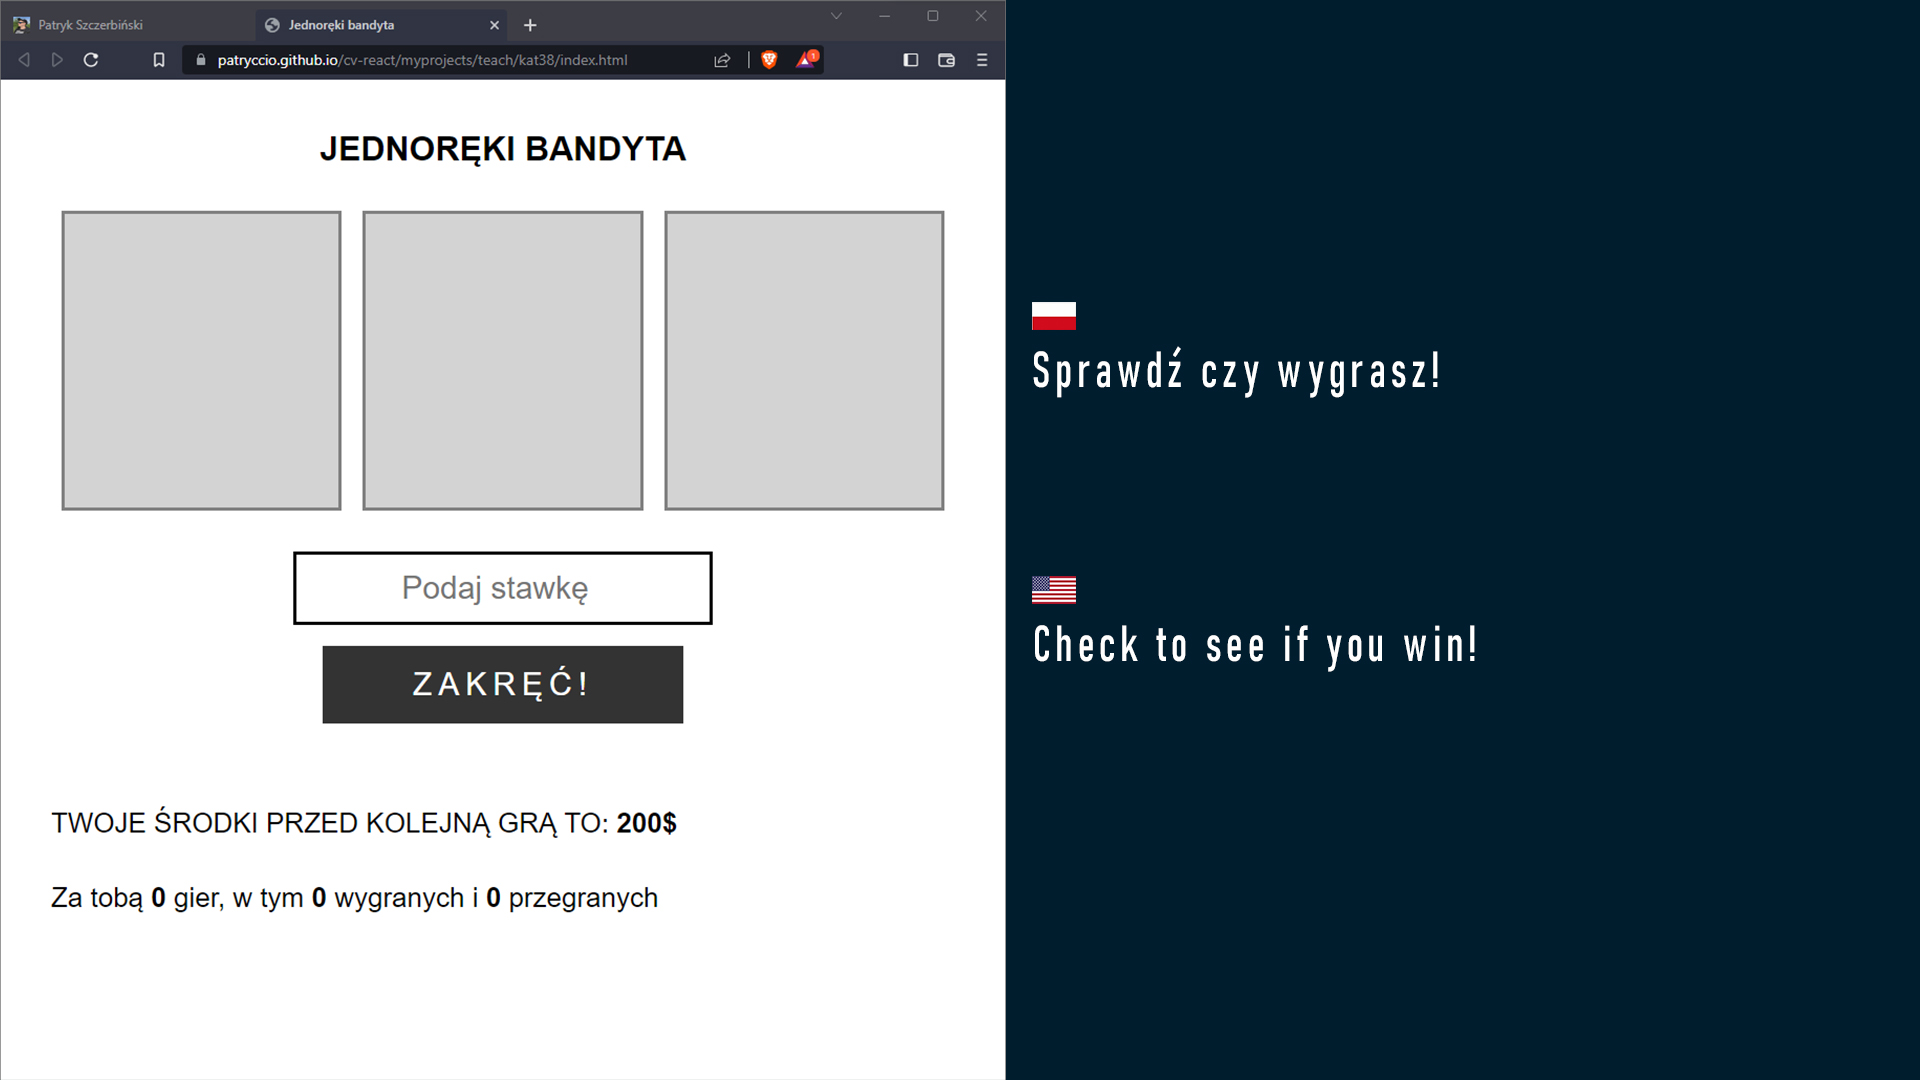 Patryk Szczerbiński
Jednoręki bandyta
patryccio.github.io/cv-react/myprojects/teach/kat38/index.html
1
JEDNORĘKI BANDYTA
Podaj stawkę
ZAKRĘĆ!
TWOJE ŚRODKI PRZED KOLEJNĄ GRĄ TO: 200$
Za tobą 0 gier, w tym 0 wygranych i 0 przegranych
Sprawdź czy wygrasz!
Check to see if you win!